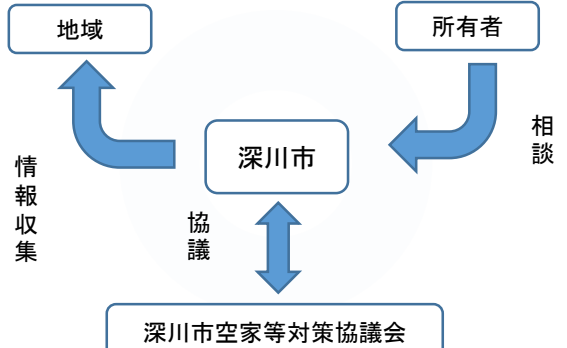 地域
所有者
相談
深川市
情報収集
協議
深川市空家等対策協議会